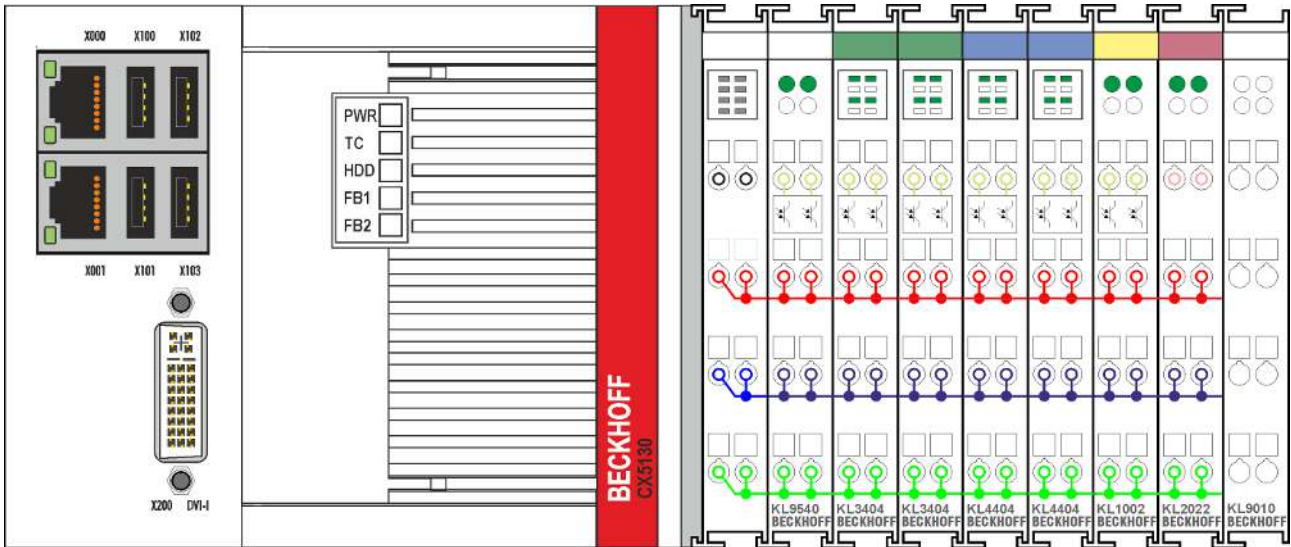 X000 X100 X102
PWR
TC
HDD
FB1
FB2
X001 X101 X103
X200 DVI-I
BECKHOFF
CX5130
KL9540 KL3404 KL3404 KL4404 KL4404 KL1002 KL2022 KL9010
BECKHOFF BECKHOFF BECKHOFF BECKHOFF BECKHOFF BECKHOFF BECKHOFF BECKHOFF